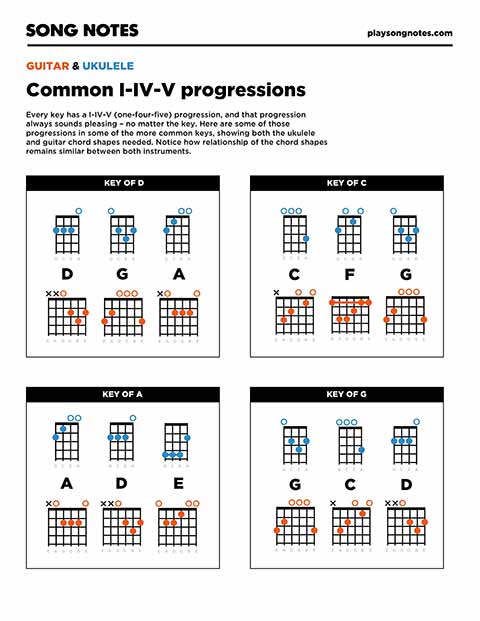 SONG NOTES
playsongnotes.com
GUITAR & UKULELE
Common I-IV-V progressions
Every key has a I-IV-V (one-four-five) progression, and that progression
always sounds pleasing – no matter the key. Here are some of those
progressions in some of the more common keys, showing both the ukulele
and guitar chord shapes needed. Notice how relationship of the chord shapes
remains similar between both instruments.
KEY OF D
D G A
KEY OF C
C F G
KEY OF A
A D E
KEY OF G
G C D